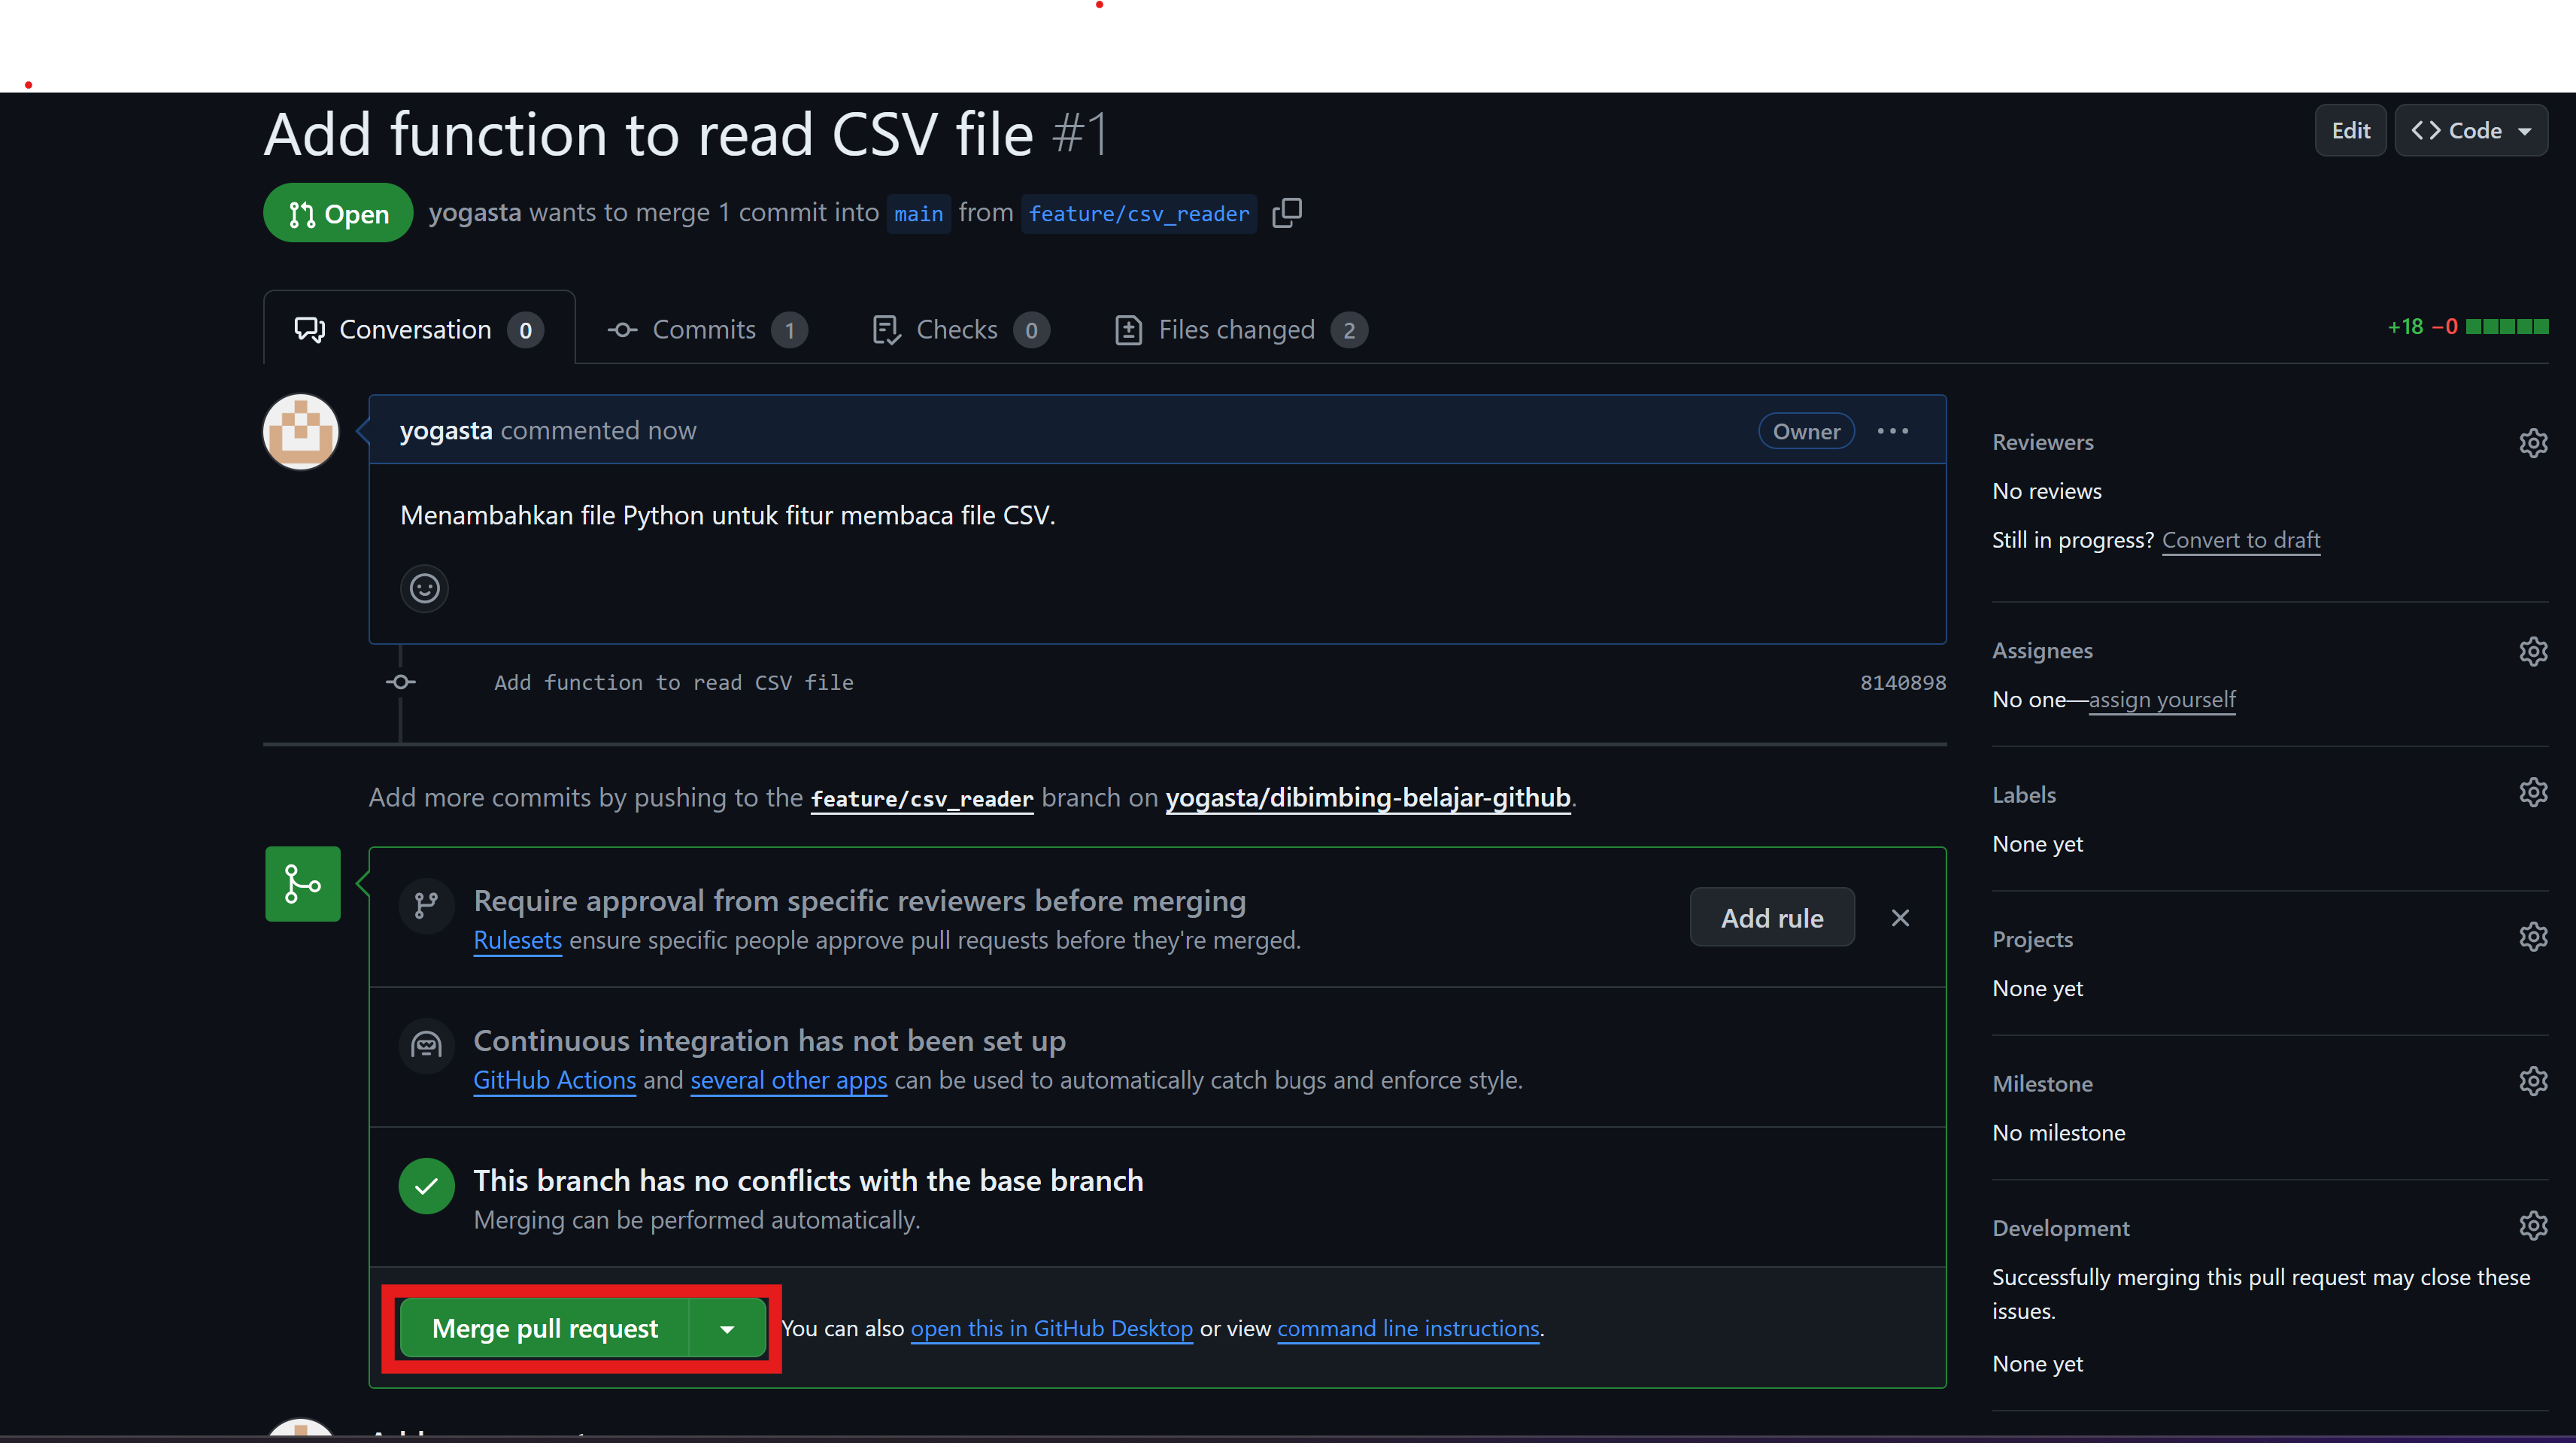 Add function to read CSV file #1
Edit
Code
Open
yogasta wants to merge 1 commit into main from feature/csv_reader
Conversation 0
Commits 1
Checks 0
Files changed 2
+18 −0
yogasta commented now
Owner
Menambahkan file Python untuk fitur membaca file CSV.
Add function to read CSV file
8140898
Add more commits by pushing to the feature/csv_reader branch on yogasta/dibimbing-belajar-github.
Require approval from specific reviewers before merging
Rulesets ensure specific people approve pull requests before they're merged.
Add rule
Continuous integration has not been set up
GitHub Actions and several other apps can be used to automatically catch bugs and enforce style.
This branch has no conflicts with the base branch
Merging can be performed automatically.
Merge pull request
You can also open this in GitHub Desktop or view command line instructions.
Reviewers
No reviews
Still in progress? Convert to draft
Assignees
No one—assign yourself
Labels
None yet
Projects
None yet
Milestone
No milestone
Development
Successfully merging this pull request may close these
issues.
None yet